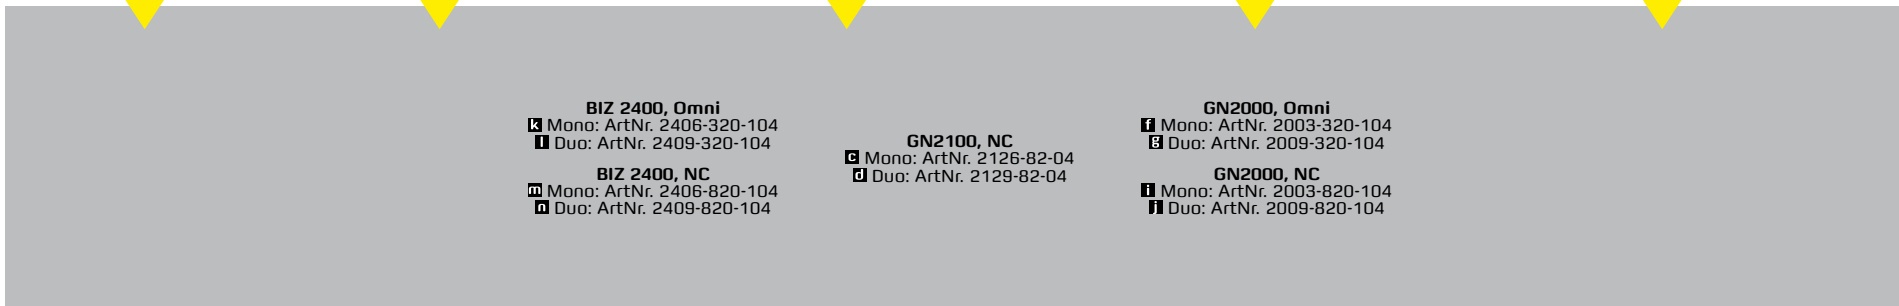 BIZ 2400, Omni
k Mono: ArtNr. 2406-320-104
l Duo: ArtNr. 2409-320-104
BIZ 2400, NC
m Mono: ArtNr. 2406-820-104
n Duo: ArtNr. 2409-820-104
GN2100, NC
c Mono: ArtNr. 2126-82-04
d Duo: ArtNr. 2129-82-04
GN2000, Omni
f Mono: ArtNr. 2003-320-104
g Duo: ArtNr. 2009-320-104
GN2000, NC
i Mono: ArtNr. 2003-820-104
j Duo: ArtNr. 2009-820-104